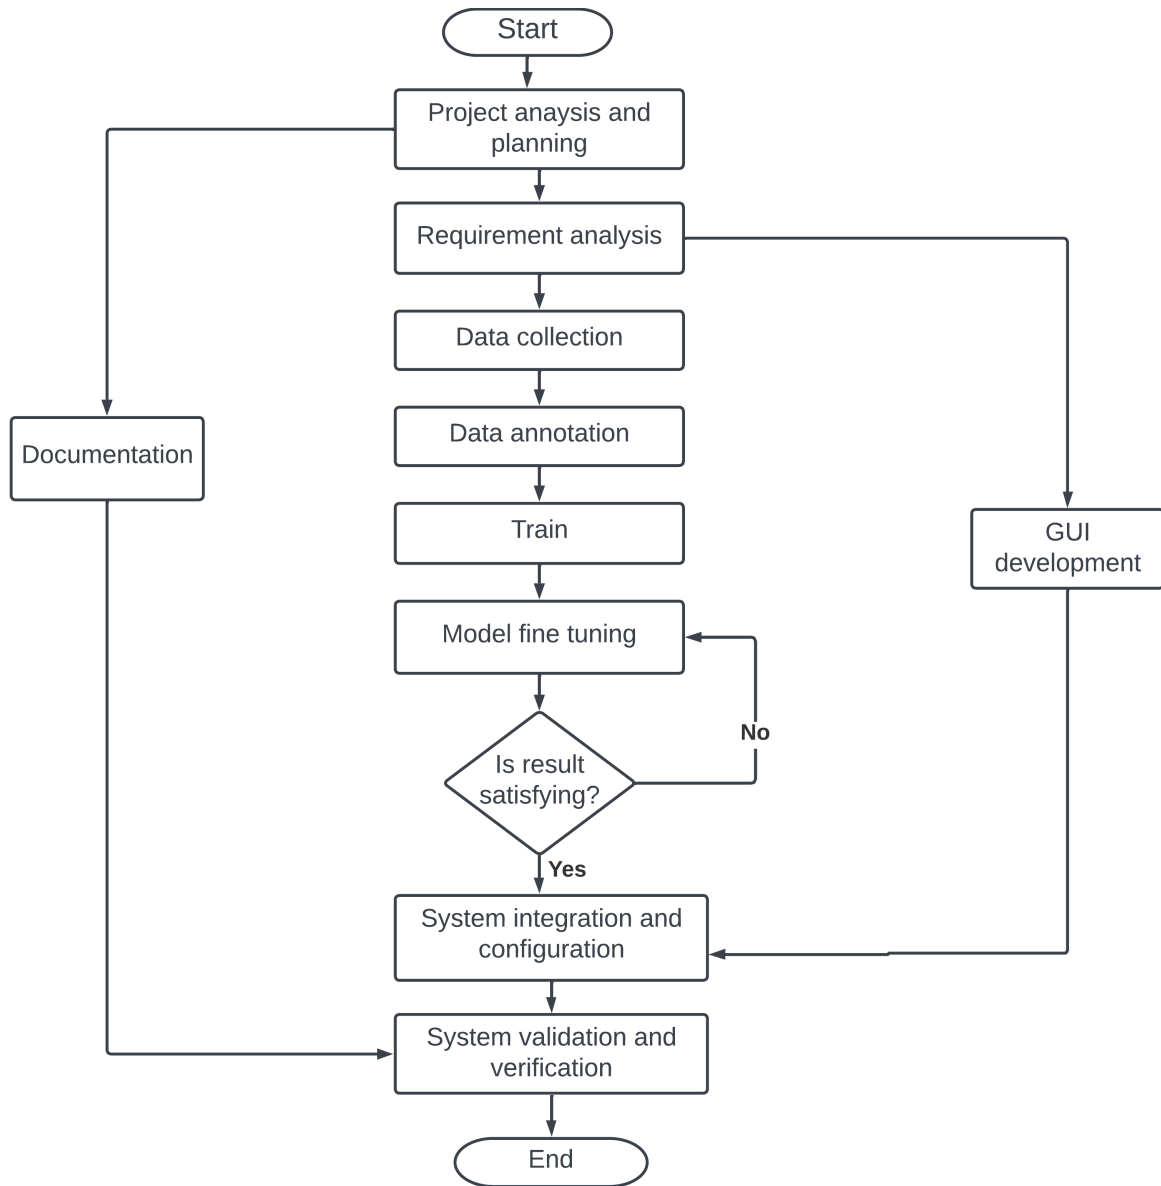 Start
Project anaysis and
planning
Requirement analysis
Data collection
Data annotation
Documentation
Train
GUI
development
Model fine tuning
No
Is result
satisfying?
Yes
System integration and
configuration
System validation and
verification
End